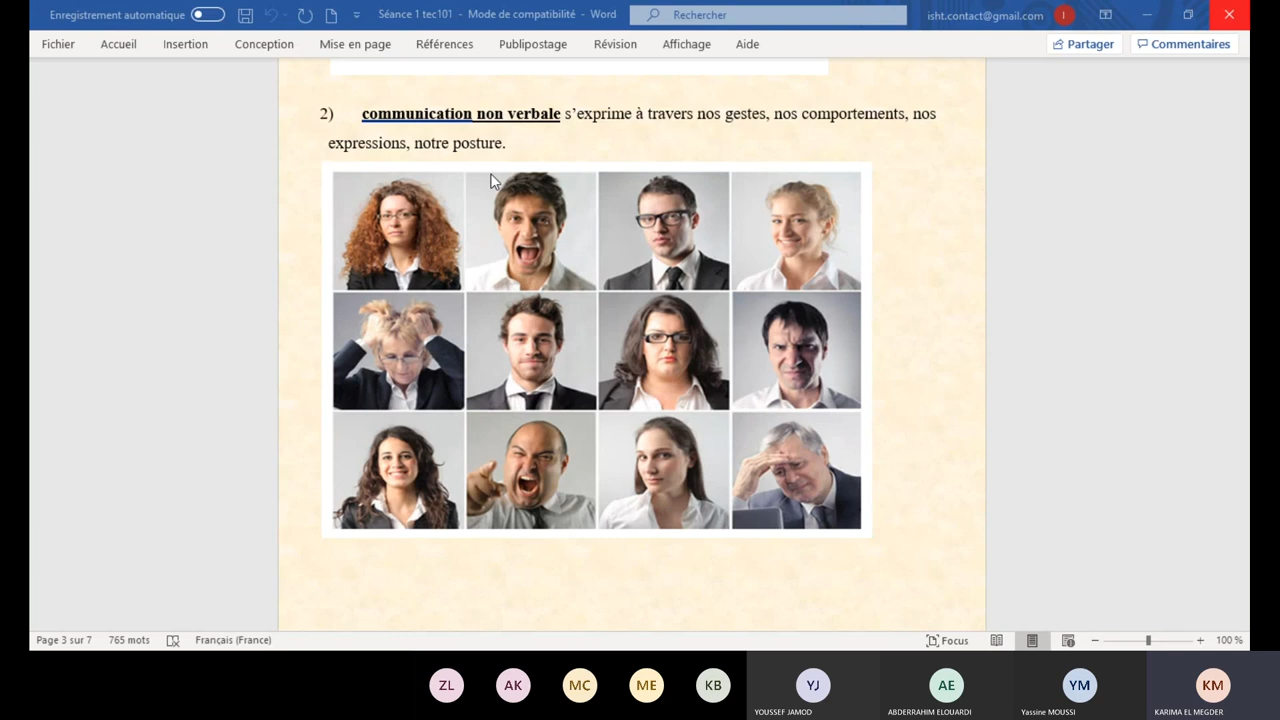 Enregistrement automatique
Séance 1 tec101 - Mode de compatibilité - Word
Rechercher
isht.contact@gmail.com
I
Fichier Accueil Insertion Conception Mise en page Références Publipostage Révision Affichage Aide
Partager
Commentaires
2) communication non verbale s'exprime à travers nos gestes, nos comportements, nos
expressions, notre posture.
Page 3 sur 7 765 mots Français (France) Focus 100 %
ZL AK MC ME KB YJ AE YM KM
YOUSSEF JAMOD ABDERRAHIM ELOUARDI Yassine MOUSSI KARIMA EL MEGDER